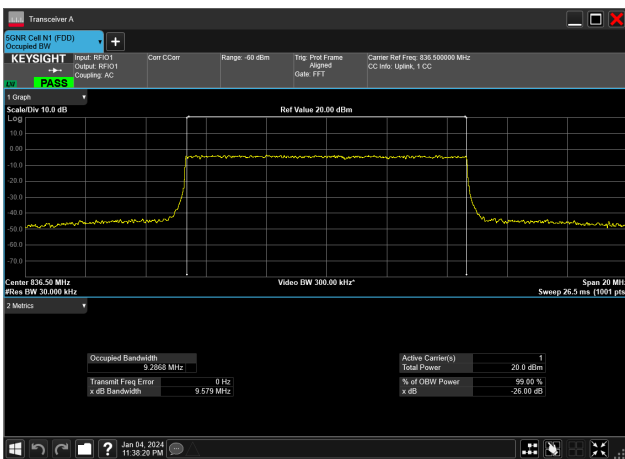 Transceiver A
5GNR Cell N1 (FDD)
Occupied BW
KEYSIGHT
PASS
Input: RFIO1
Output: RFIO1
Coupling: AC
Corr CCorr
Range: -60 dBm
Trig: Prot Frame
Aligned
Gate: FFT
Carrier Ref Freq: 836.500000 MHz
CC Info: Uplink, 1 CC
1 Graph
Scale/Div 10.0 dB
Ref Value 20.00 dBm
Log
10.0
0.00
-10.0
-20.0
-30.0
-40.0
-50.0
-60.0
-70.0
Center 836.50 MHz
#Res BW 30.000 kHz
Video BW 300.00 kHz*
Span 20 MHz
Sweep 26.5 ms (1001 pts
2 Metrics
Occupied Bandwidth
9.2868 MHz
Transmit Freq Error 0 Hz
x dB Bandwidth 9.579 MHz
Active Carrier(s) 1
Total Power 20.0 dBm
% of OBW Power 99.00 %
x dB -26.00 dB
Jan 04, 2024
11:38:20 PM